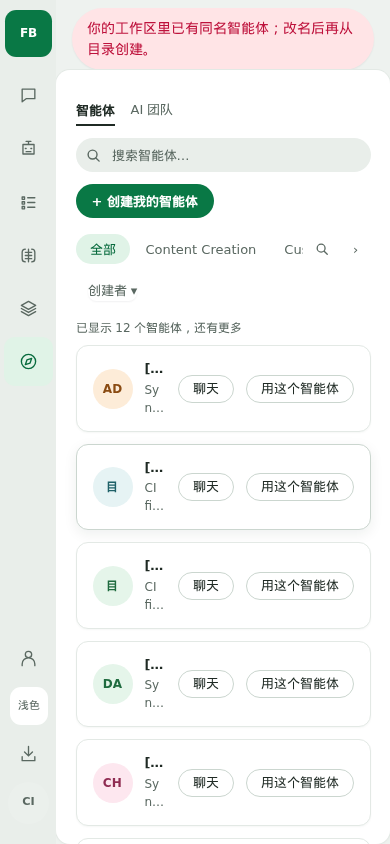 FB
你的工作区里已有同名智能体；改名后再从
目录创建。
智能体
AI 团队
搜索智能体...
+ 创建我的智能体
全部
Content Creation
Cu
›
创建者 ▾
已显示 12 个智能体，还有更多
AD
[...
Sy
n...
聊天
用这个智能体
目
[...
CI
fi...
聊天
用这个智能体
目
[...
CI
fi...
聊天
用这个智能体
DA
[...
Sy
n...
聊天
用这个智能体
CH
[...
Sy
n...
聊天
用这个智能体
浅色
CI